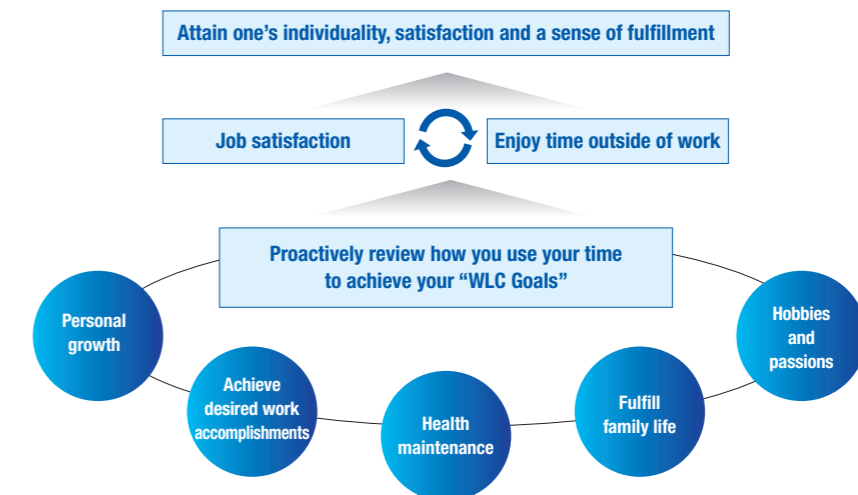 Attain one’s individuality, satisfaction and a sense of fulfillment
Job satisfaction
Enjoy time outside of work
Proactively review how you use your time
to achieve your “WLC Goals”
Personal
growth
Achieve
desired work
accomplishments
Health
maintenance
Fulfill
family life
Hobbies
and
passions